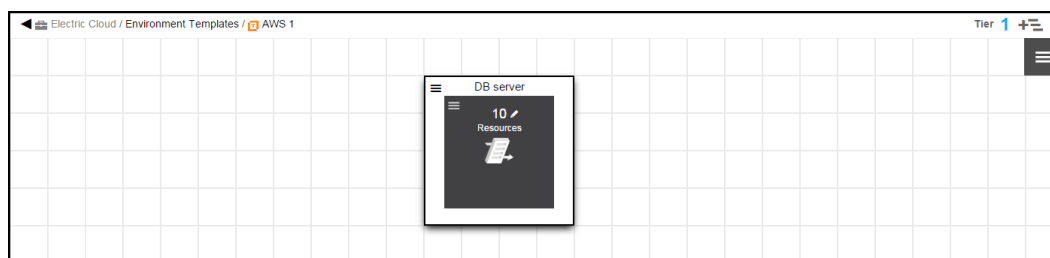 Electric Cloud / Environment Templates / AWS 1
Tier 1
DB server
10
Resources